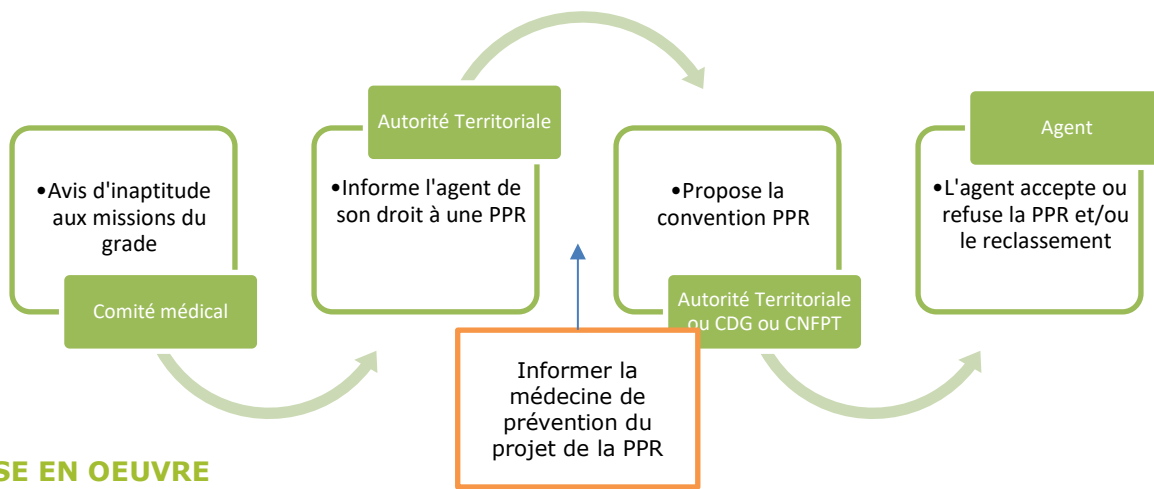 •Avis d'inaptitude
aux missions du
grade
Comité médical
Autorité Territoriale
•Informe l'agent de
son droit à une PPR
Informer la
médecine de
prévention du
projet de la PPR
•Propose la
convention PPR
Autorité Territoriale
ou CDG ou CNFPT
Agent
•L'agent accepte ou
refuse la PPR et/ou
le reclassement
SE EN OEUVRE